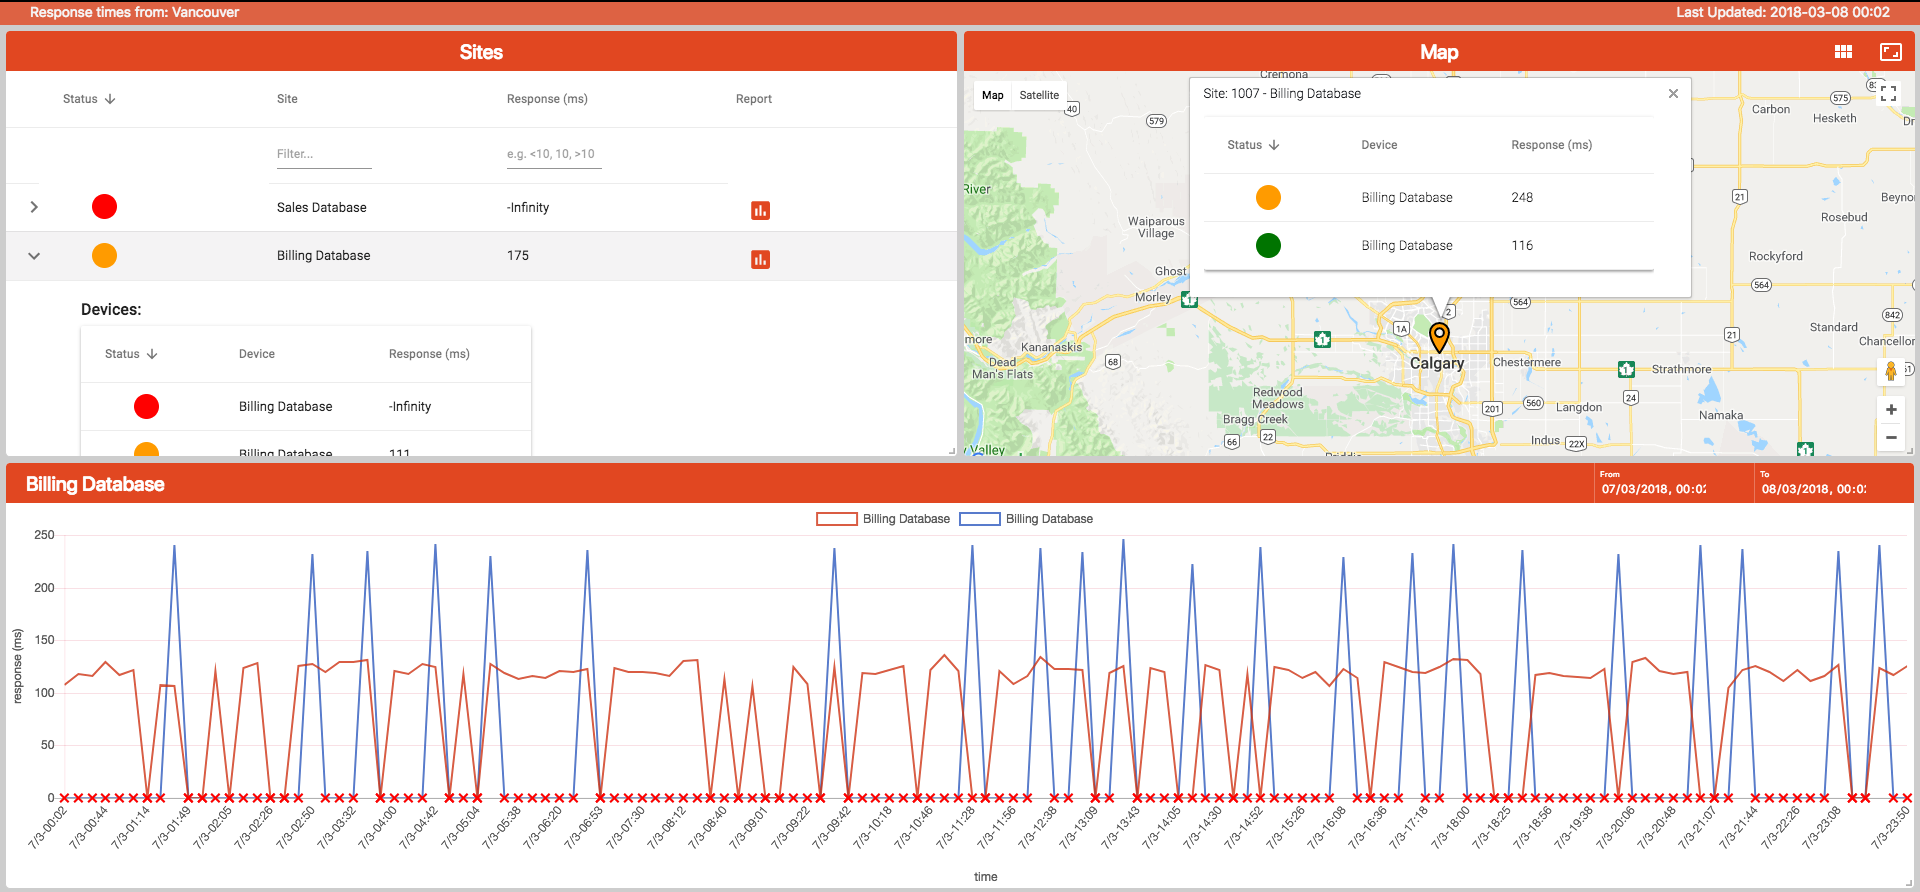 Response times from: Vancouver
Last Updated: 2018-03-08 00:02
Sites
Status Site Response (ms) Report
Filter... e.g. <10, 10, >10
Sales Database -Infinity
Billing Database 175
Devices:
Status Device Response (ms)
Billing Database -Infinity
Billing Database 111
Map
Map Satellite
Site: 1007 - Billing Database
Status Device Response (ms)
Billing Database 248
Billing Database 116
Cremona
40
579
575
Carbon
Hesketh
River
21
Beyno
Rosebud
Waiparous
Village
Rockyford
Ghost
Morley
1
564
564
2
1A
842
Standard
21
Chancellor
more
Kananaskis
1
Dead
Man's Flats
68
Calgary
Chestermere
1
Strathmore
Redwood
Meadows
Bragg Creek
201
560
Langdon
24
Namaka
66
22
Indus
22X
Valley
Priddis
1
Billing Database
From
07/03/2018, 00:02
To
08/03/2018, 00:02
Billing Database Billing Database
250
200
150
100
50
0
response (ms)
7/3-00:02 7/3-00:44 7/3-01:14 7/3-01:49 7/3-02:05 7/3-02:26 7/3-02:50 7/3-03:32 7/3-04:00 7/3-04:42 7/3-05:04 7/3-05:38 7/3-06:20 7/3-06:53 7/3-07:30 7/3-08:12 7/3-08:40 7/3-09:01 7/3-09:22 7/3-09:42 7/3-10:18 7/3-10:46 7/3-11:28 7/3-11:56 7/3-12:38 7/3-13:09 7/3-13:43 7/3-14:05 7/3-14:30 7/3-14:52 7/3-15:26 7/3-16:08 7/3-16:36 7/3-17:18 7/3-18:00 7/3-18:25 7/3-18:56 7/3-19:38 7/3-20:06 7/3-20:48 7/3-21:07 7/3-21:44 7/3-22:26 7/3-23:08 7/3-23:50
time